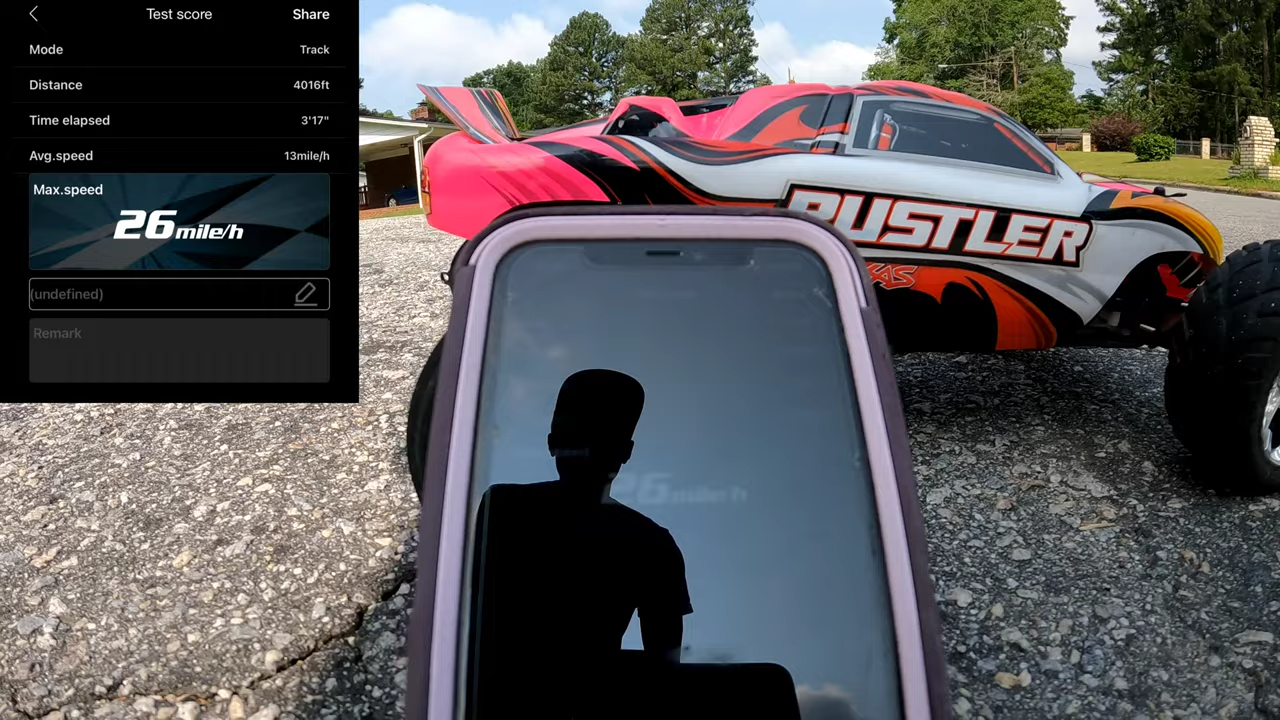 Test score
Share
Mode
Track
Distance
4016ft
Time elapsed
3'17"
Avg.speed
13mile/h
Max.speed
26mile/h
(undefined)
Remark
RUSTLER
26mile/h